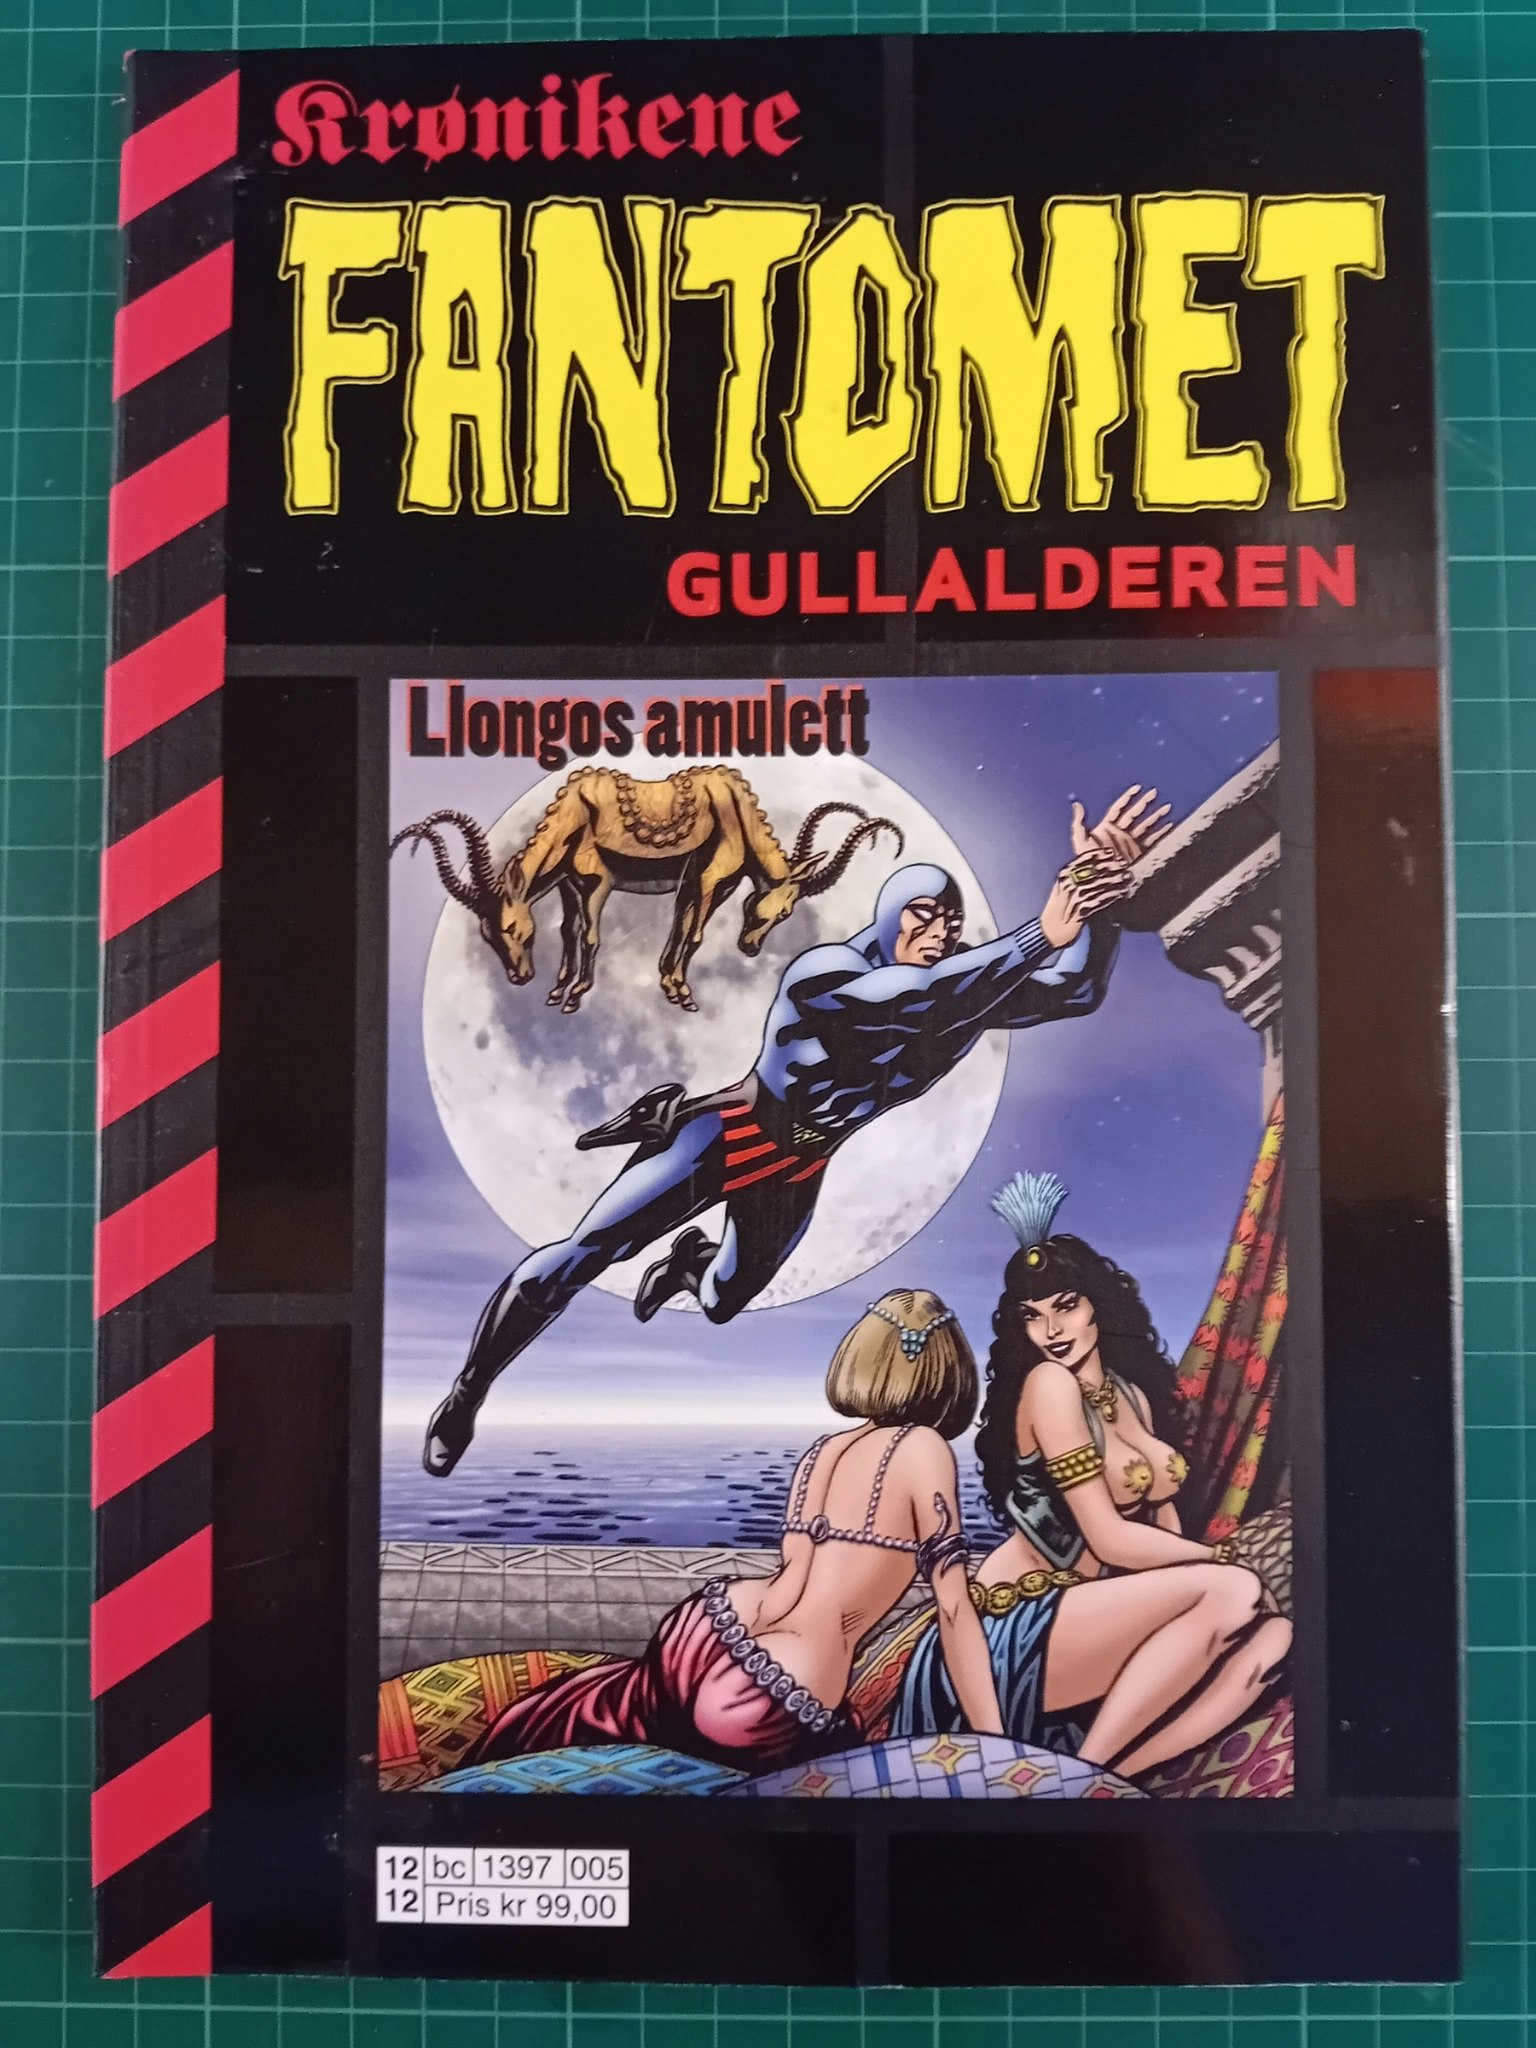 Krønikene
FANTOMET
GULLALDEREN
Llongos amulett
12 bc 1397 005
12 Pris kr 99,00